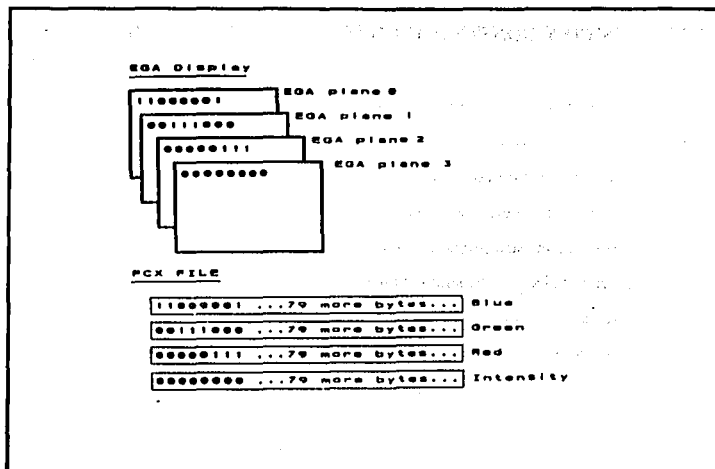 EGA Display
EGA plane 0
11000001
EGA plane 1
00111000
EGA plane 2
00000111
EGA plane 3
00000000
PCX FILE
11000001 ...79 more bytes... Blue
00111000 ...79 more bytes... Green
00000111 ...79 more bytes... Red
00000000 ...79 more bytes... Intensity